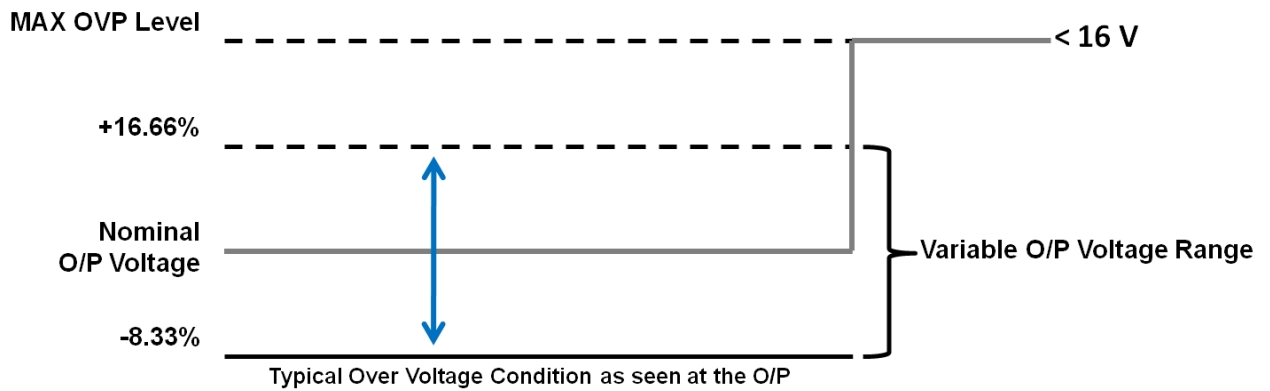 MAX OVP Level
< 16 V
+16.66%
Nominal
O/P Voltage
Variable O/P Voltage Range
-8.33%
Typical Over Voltage Condition as seen at the O/P